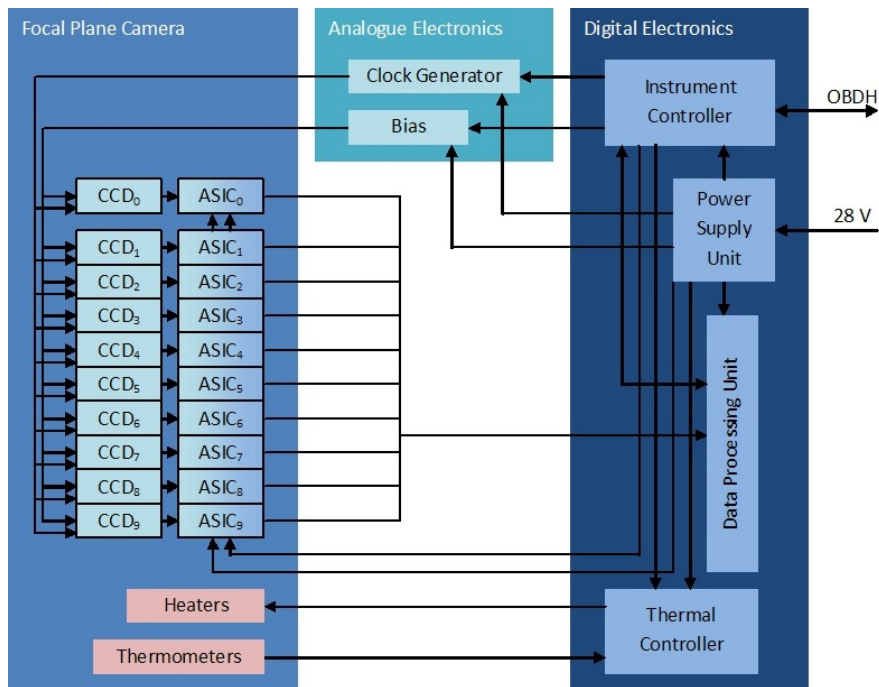 Focal Plane Camera
Analogue Electronics
Digital Electronics
Clock Generator
Bias
Instrument
Controller
OBDH
Power
Supply
Unit
28 V
CCD₀ ASIC₀
CCD₁ ASIC₁
CCD₂ ASIC₂
CCD₃ ASIC₃
CCD₄ ASIC₄
CCD₅ ASIC₅
CCD₆ ASIC₆
CCD₇ ASIC₇
CCD₈ ASIC₈
CCD₉ ASIC₉
Data Processing Unit
Heaters
Thermometers
Thermal
Controller